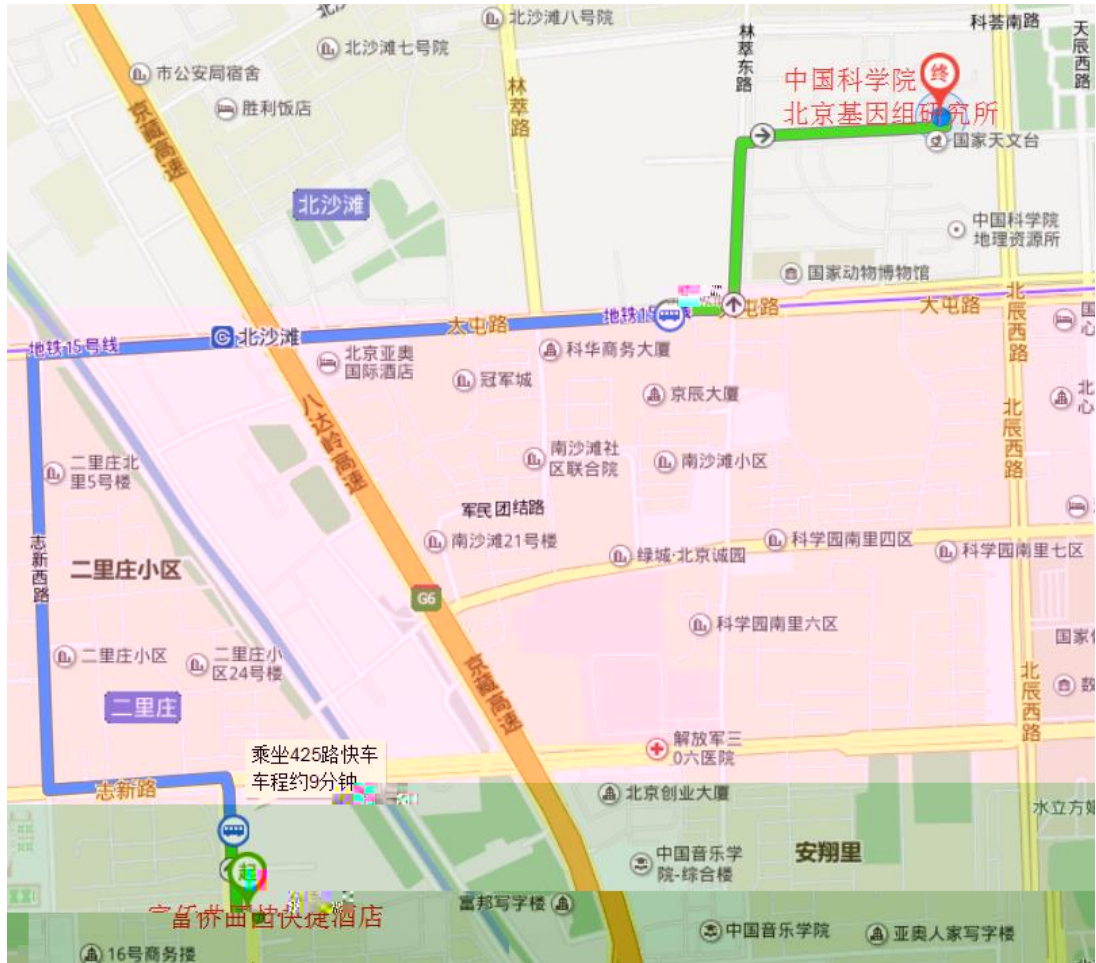 北沙滩八号院
科荟南路
天辰西路
北沙滩七号院
林萃东路
市公安局宿舍
林萃路
中国科学院
北京基因组研究所
终
胜利饭店
京藏高速
国家天文台
北沙滩
中国科学院
地理资源所
国家动物博物馆
大屯路
北辰西路
地铁15号线
北沙滩
大屯路
地铁15
屯路
北京亚奥
国际酒店
科华商务大厦
冠军城
京辰大厦
八达岭高速
北辰西路
二里庄北
里5号楼
南沙滩社
区联合院
南沙滩小区
军民团结路
志新西路
南沙滩21号楼
科学园南里四区
科学园南里七区
绿城·北京诚园
二里庄小区
G6
科学园南里六区
二里庄小区
二里庄小
区24号楼
京藏高速
国家
北辰西路
数
二里庄
解放军三
0六医院
乘坐425路快车
车程约9分钟
志新路
北京创业大厦
水立方
中国音乐学
院-综合楼
安翔里
起
富邦写字楼
快捷酒店
中国音乐学院
亚奥人家写字楼
16号商务楼